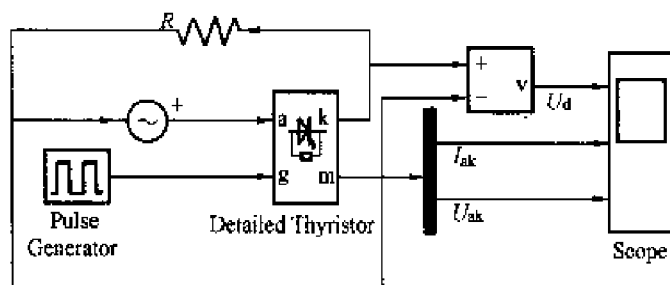 R
+
+
v
−
U_d
a
k
g
m
I_ak
U_ak
Pulse
Generator
Detailed Thyristor
Scope